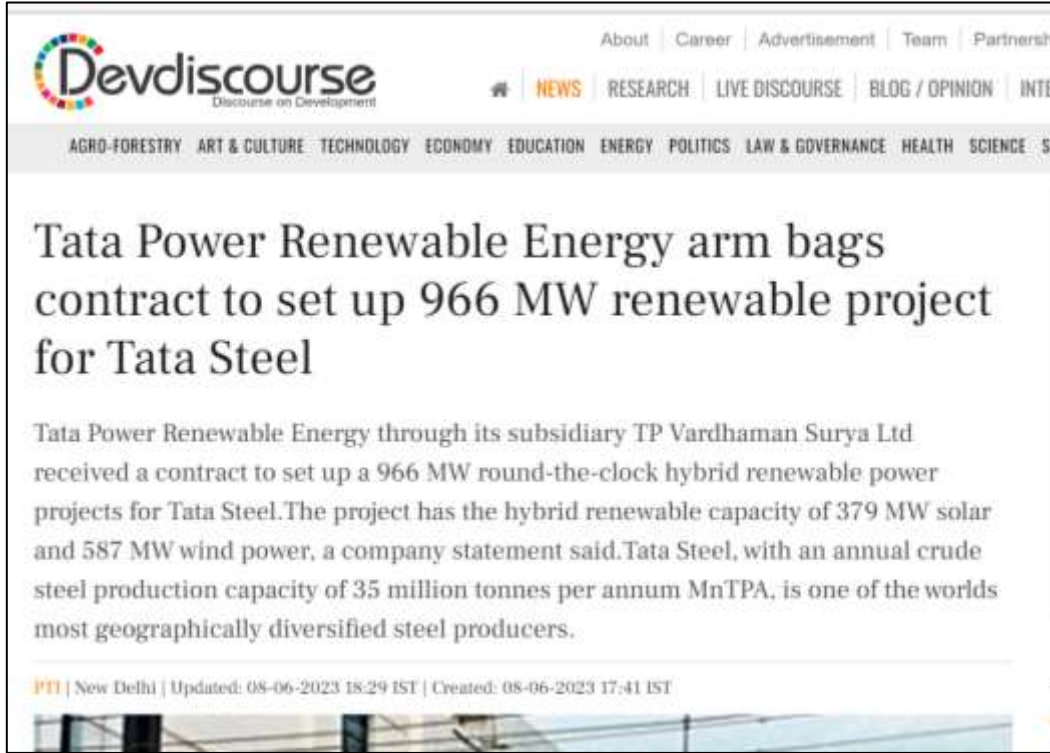 Devdiscourse
Discourse on Development
About | Career | Advertisement | Team |
NEWS | RESEARCH | LIVE DISCOURSE | BLOG / OPINION |
AGRO-FORESTRY ART & CULTURE TECHNOLOGY ECONOMY EDUCATION ENERGY POLITICS LAW & GOVERNANCE HEALTH SCIENCE
Tata Power Renewable Energy arm bags
contract to set up 966 MW renewable project
for Tata Steel
Tata Power Renewable Energy through its subsidiary TP Vardhaman Surya Ltd
received a contract to set up a 966 MW round-the-clock hybrid renewable power
projects for Tata Steel.The project has the hybrid renewable capacity of 379 MW solar
and 587 MW wind power, a company statement said.Tata Steel, with an annual crude
steel production capacity of 35 million tonnes per annum MnTPA, is one of the worlds
most geographically diversified steel producers.
PTI | New Delhi | Updated: 08-06-2023 18:29 IST | Created: 08-06-2023 17:41 IST